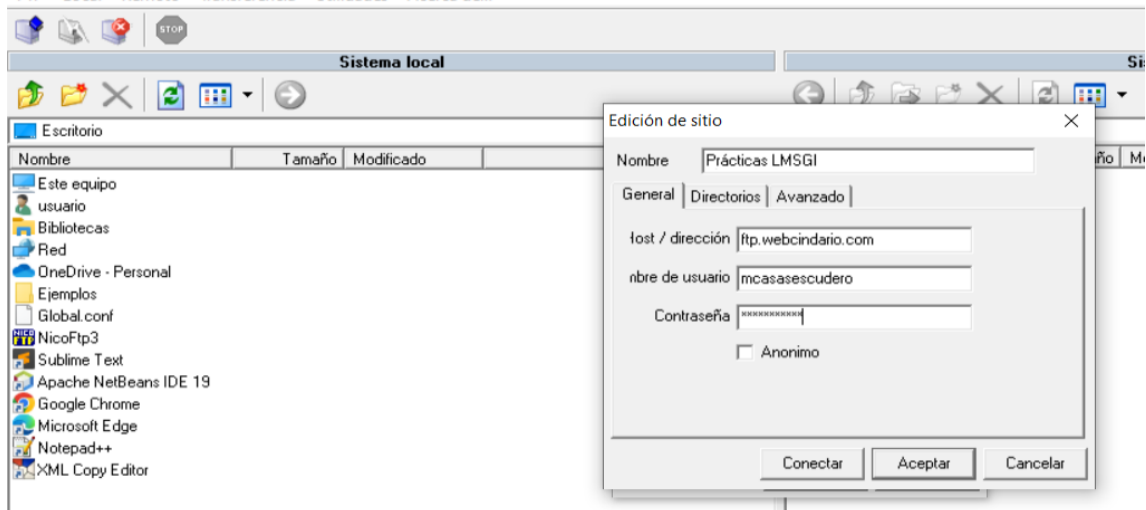 STOP
Sistema local
Escritorio
Nombre Tamaño Modificado
Este equipo
usuario
Bibliotecas
Red
OneDrive - Personal
Ejemplos
Global.conf
NicoFtp3
Sublime Text
Apache NetBeans IDE 19
Google Chrome
Microsoft Edge
Notepad++
XML Copy Editor
Edición de sitio
Nombre Prácticas LMSGI
General Directorios Avanzado
Host / dirección ftp.webcindario.com
nbre de usuario mcasasescudero
Contraseña ***********
Anonimo
Conectar Aceptar Cancelar